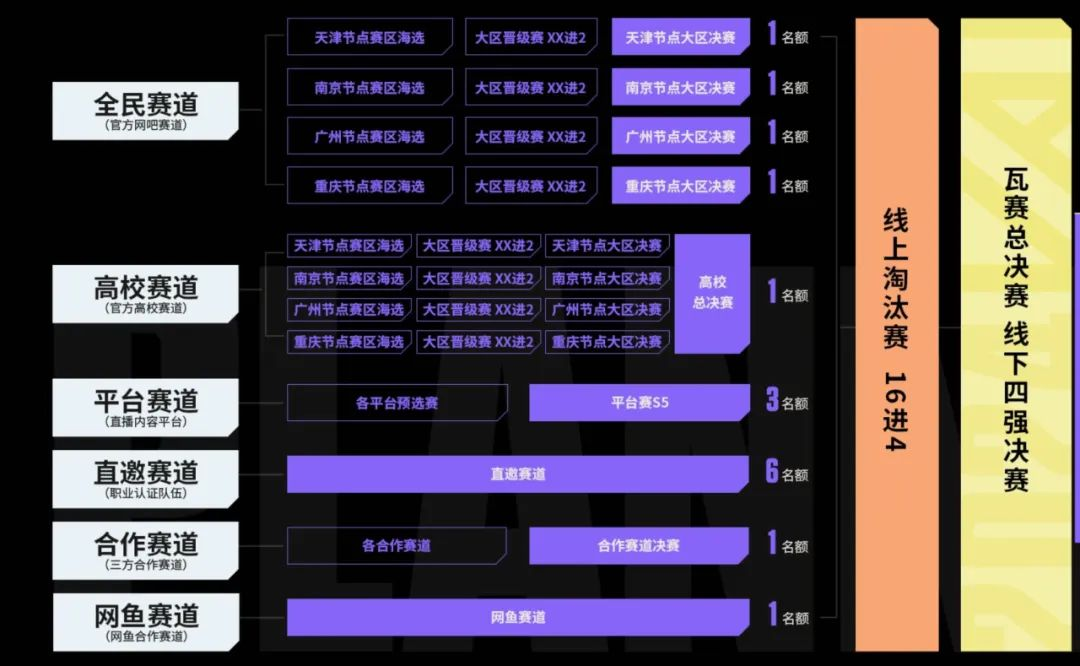 全民赛道
(官方网吧赛道)
天津节点赛区海选 大区晋级赛 XX进2 天津节点大区决赛 1名额
南京节点赛区海选 大区晋级赛 XX进2 南京节点大区决赛 1名额
广州节点赛区海选 大区晋级赛 XX进2 广州节点大区决赛 1名额
重庆节点赛区海选 大区晋级赛 XX进2 重庆节点大区决赛 1名额
高校赛道
(官方高校赛道)
天津节点赛区海选 大区晋级赛 XX进2 天津节点大区决赛
南京节点赛区海选 大区晋级赛 XX进2 南京节点大区决赛
广州节点赛区海选 大区晋级赛 XX进2 广州节点大区决赛
重庆节点赛区海选 大区晋级赛 XX进2 重庆节点大区决赛
高校
总决赛
1名额
平台赛道
(直播内容平台)
各平台预选赛 平台赛S5 3名额
直邀赛道
(职业认证队伍)
直邀赛道 6名额
合作赛道
(三方合作赛道)
各合作赛道 合作赛道决赛 1名额
网鱼赛道
(网鱼合作赛道)
网鱼赛道 1名额
线上淘汰赛 16进4
瓦赛总决赛 线下四强决赛